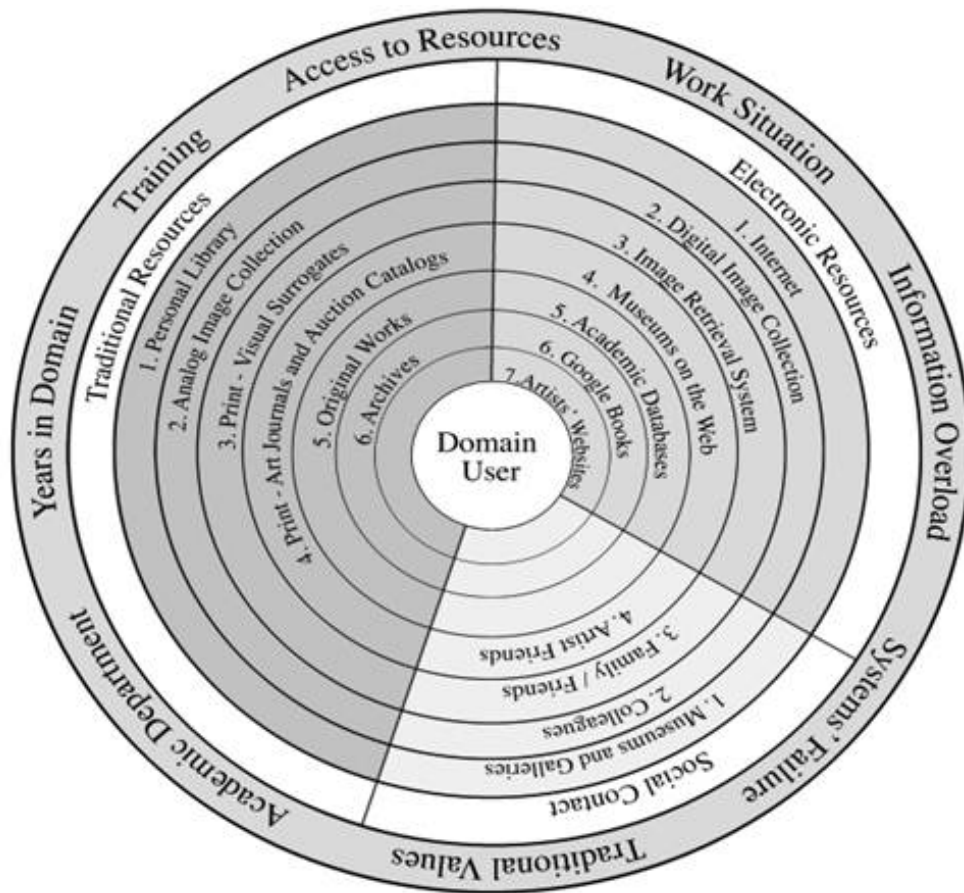 Access to Resources
Work Situation
Information Overload
Systems' Failure
Traditional Values
Academic Department
Years in Domain
Training
Traditional Resources
1. Personal Library
2. Analog Image Collection
3. Print - Visual Surrogates
4. Print - Art Journals and Auction Catalogs
5. Original Works
6. Archives
Electronic Resources
1. Internet
2. Digital Image Collection
3. Image Retrieval System
4. Museums on the Web
5. Academic Databases
6. Google Books
7. Artists' Websites
Domain
User
4. Artist Friends
3. Family / Friends
2. Colleagues
1. Museums and Galleries
Social Contact